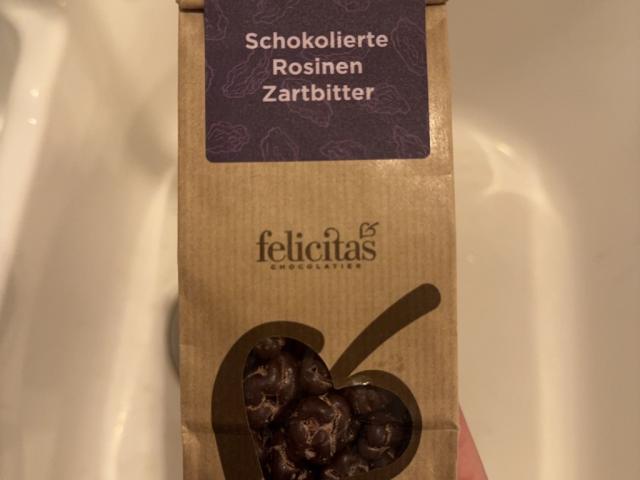 Schokolierte
Rosinen
Zartbitter
felicitas
CHOCOLATIER